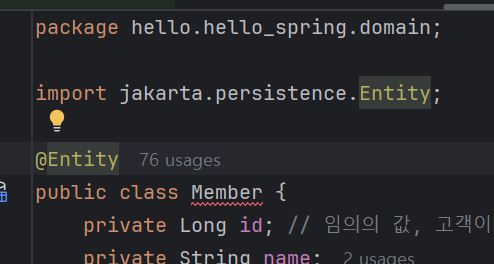 package hello.hello_spring.domain;
import jakarta.persistence.Entity;
@Entity 76 usages
public class Member {
private Long id; // 임의의 값, 고객이
private String name; 2 usages